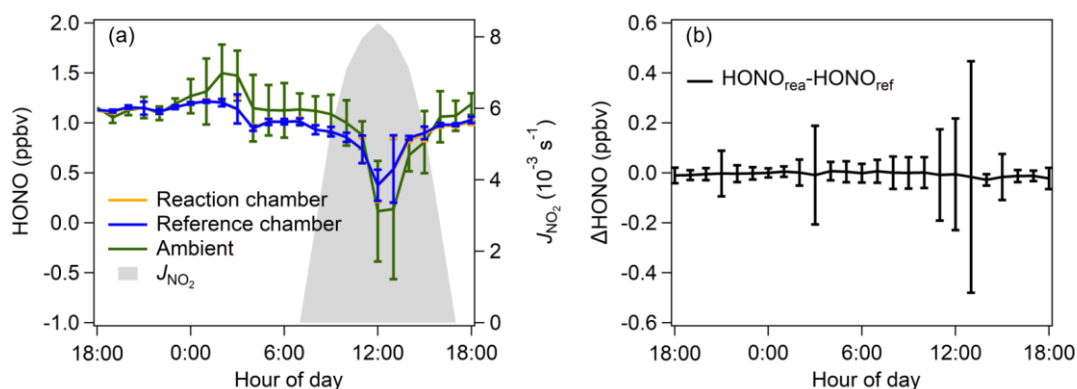 (a)
2.0
1.5
1.0
0.5
0.0
-0.5
-1.0
HONO (ppbv)
Reaction chamber
Reference chamber
Ambient
J_NO₂
8
6
4
2
0
J_NO₂ (10⁻³ s⁻¹)
18:00 0:00 6:00 12:00 18:00
Hour of day
(b)
0.6
0.4
0.2
0.0
-0.2
-0.4
-0.6
ΔHONO (ppbv)
HONO_rea-HONO_ref
18:00 0:00 6:00 12:00 18:00
Hour of day